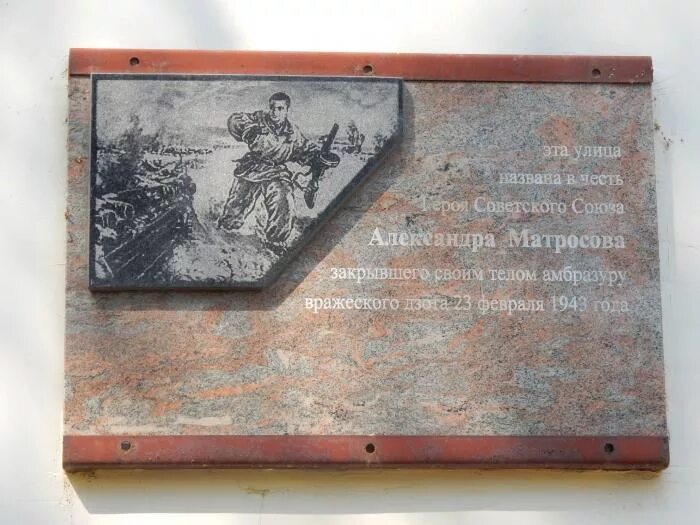 эта улица
названа в честь
Героя Советского Союза
Александра Матросова
закрывшего своим телом амбразуру
вражеского дзота 23 февраля 1943 года